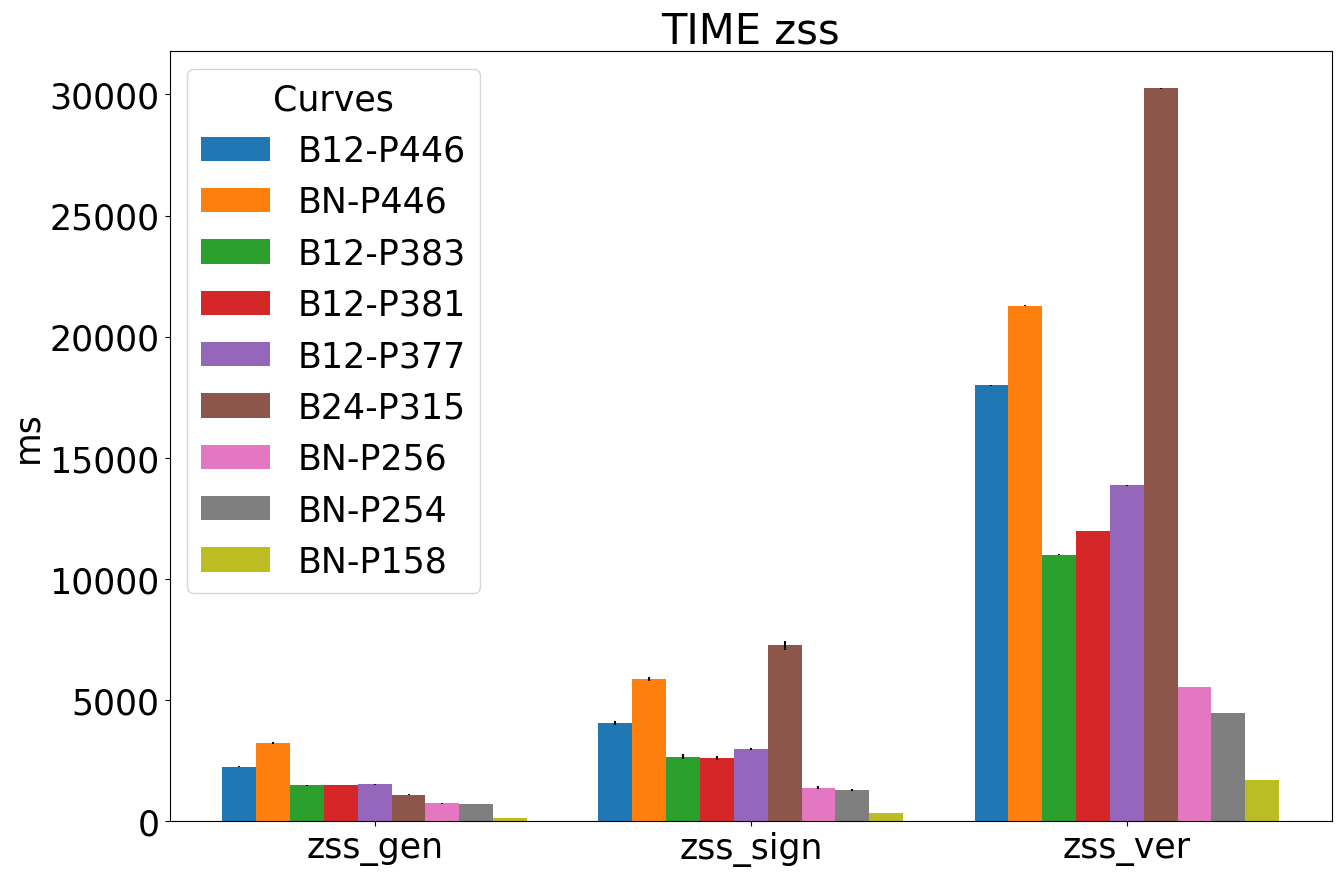 TIME zss
ms
30000
25000
20000
15000
10000
5000
0
Curves
B12-P446
BN-P446
B12-P383
B12-P381
B12-P377
B24-P315
BN-P256
BN-P254
BN-P158
zss_gen
zss_sign
zss_ver